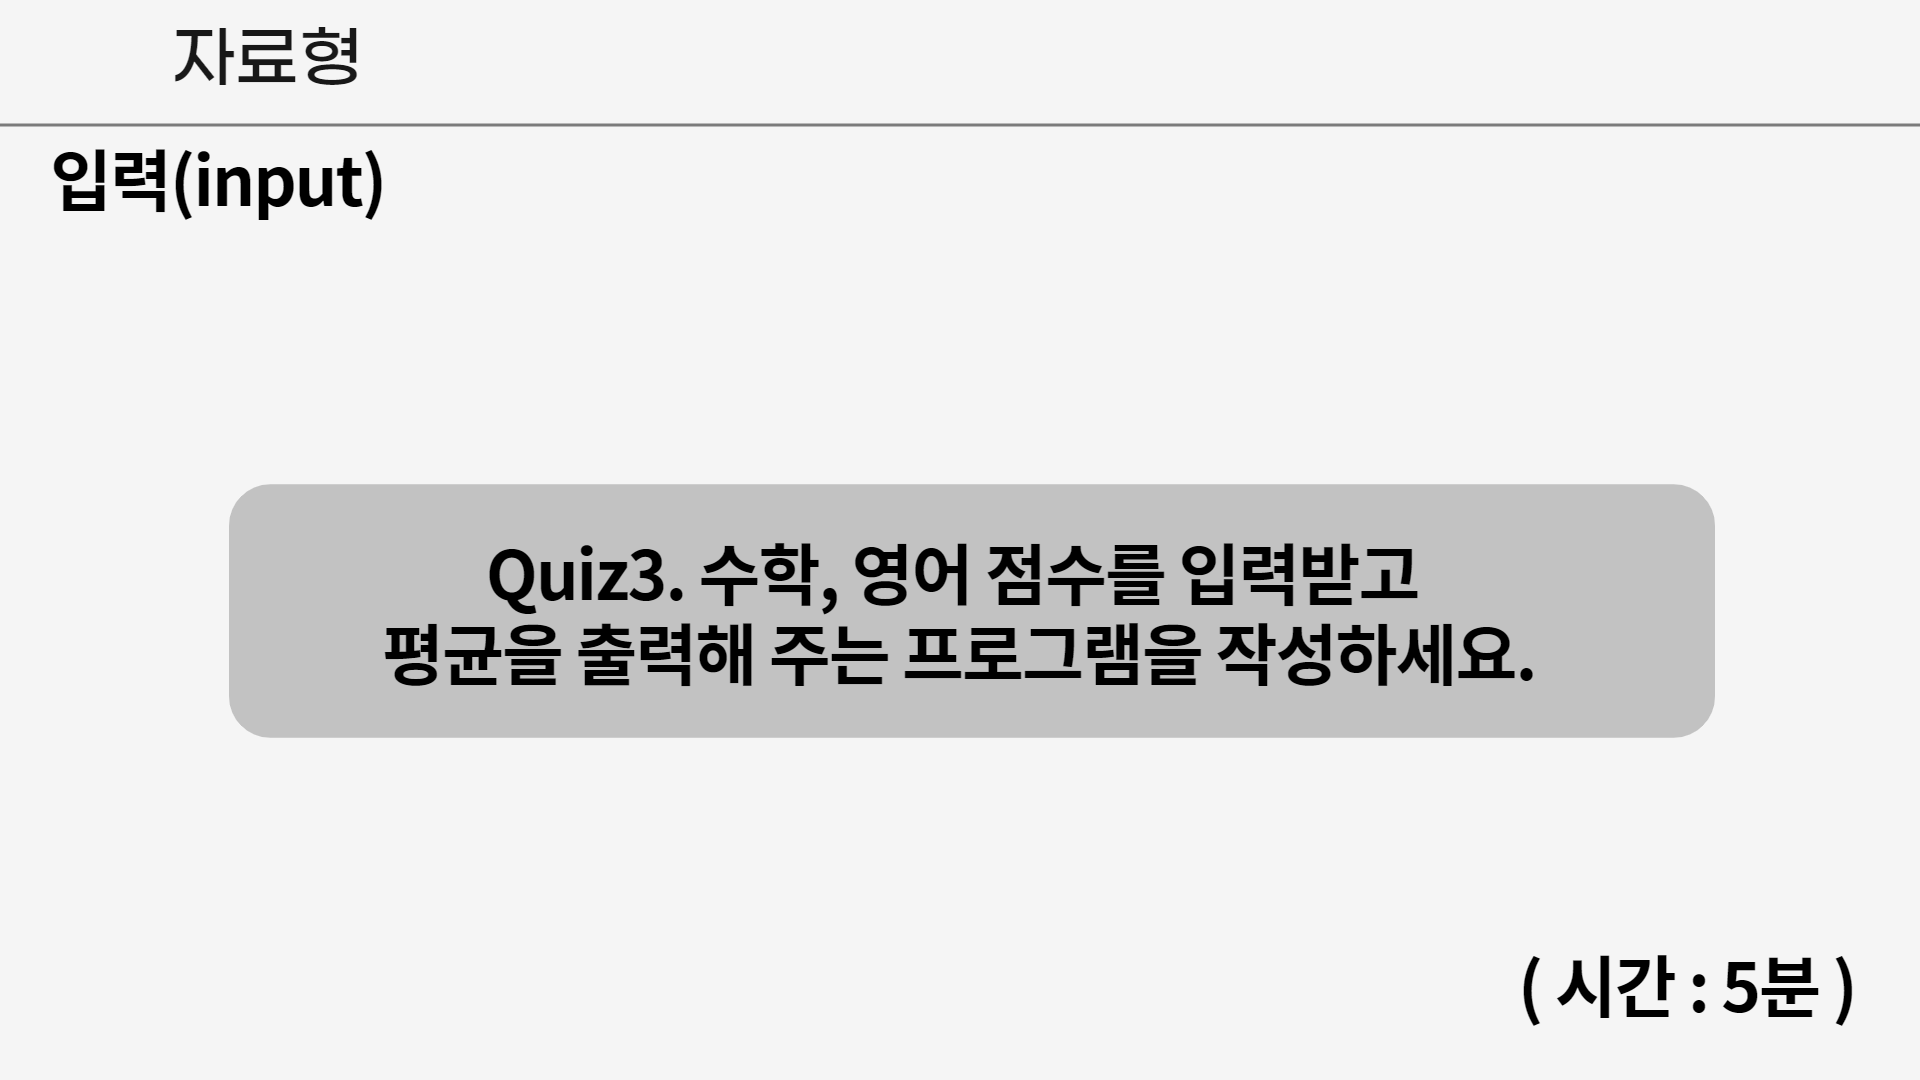 자료형
입력(input)
Quiz3. 수학, 영어 점수를 입력받고
평균을 출력해 주는 프로그램을 작성하세요.
( 시간 : 5분 )